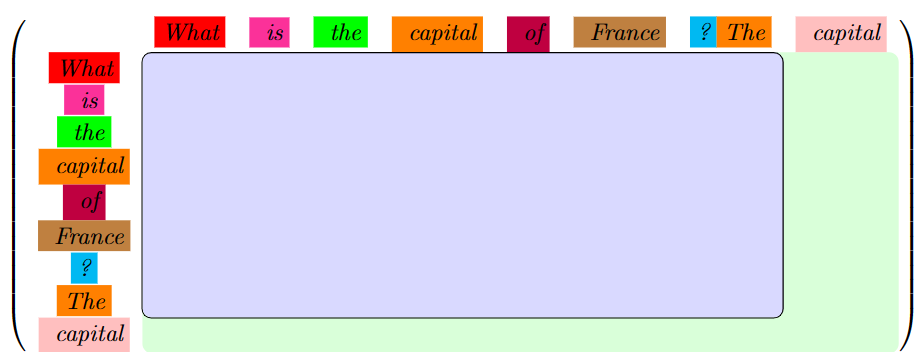 What is the capital of France ? The capital
What
is
the
capital
of
France
?
The
capital